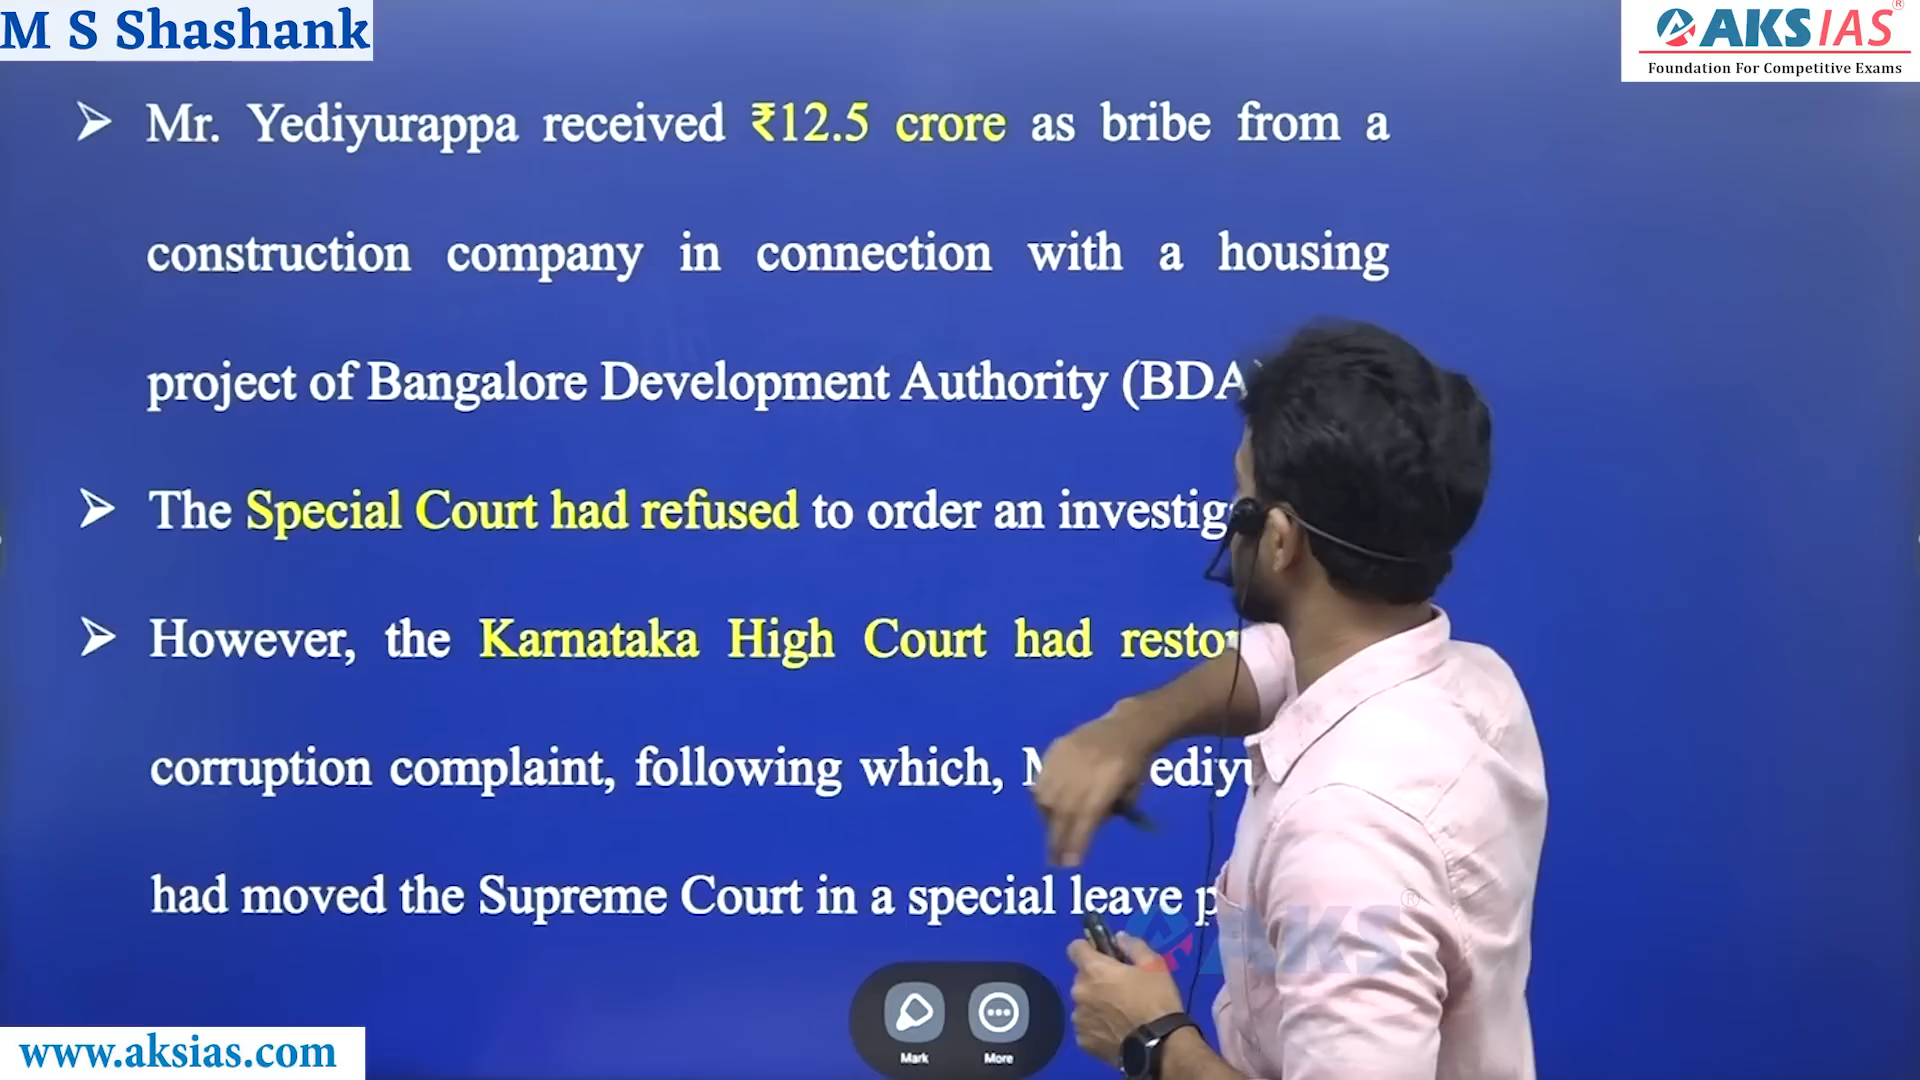 M S Shashank
AKS IAS ®
Foundation For Competitive Exams
➢ Mr. Yediyurappa received ₹12.5 crore as bribe from a
construction company in connection with a housing
project of Bangalore Development Authority (BDA
➢ The Special Court had refused to order an
➢ However, the Karnataka High Court had
corruption complaint, following which,
had moved the Supreme Court in a special leave
AKS ®
Mark More
www.aksias.com